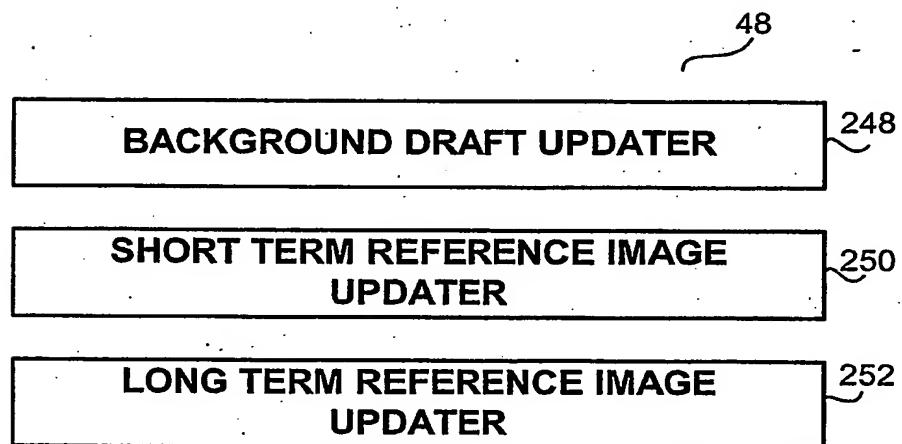 48
BACKGROUND DRAFT UPDATER
248
SHORT TERM REFERENCE IMAGE
UPDATER
250
LONG TERM REFERENCE IMAGE
UPDATER
252